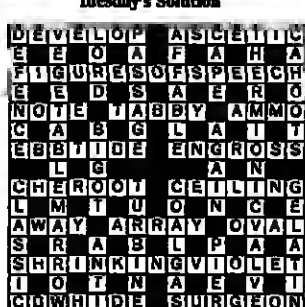 Tuesday's Solution
DEVELOP ASCETIC
E E O A F A H A
FIGURESOFSPEECH
E E D S A E R O
NOTE TABBY AMMO
C A B G L A I T
EBBTIDE ENGROSS
L G A N
CHEROOT CEILING
L M T U O N C E
AWAY ARRAY OVAL
S R A B L P A A
SHRINKINGVIOLET
I O T N A E V I
COWHIDE SURGEON